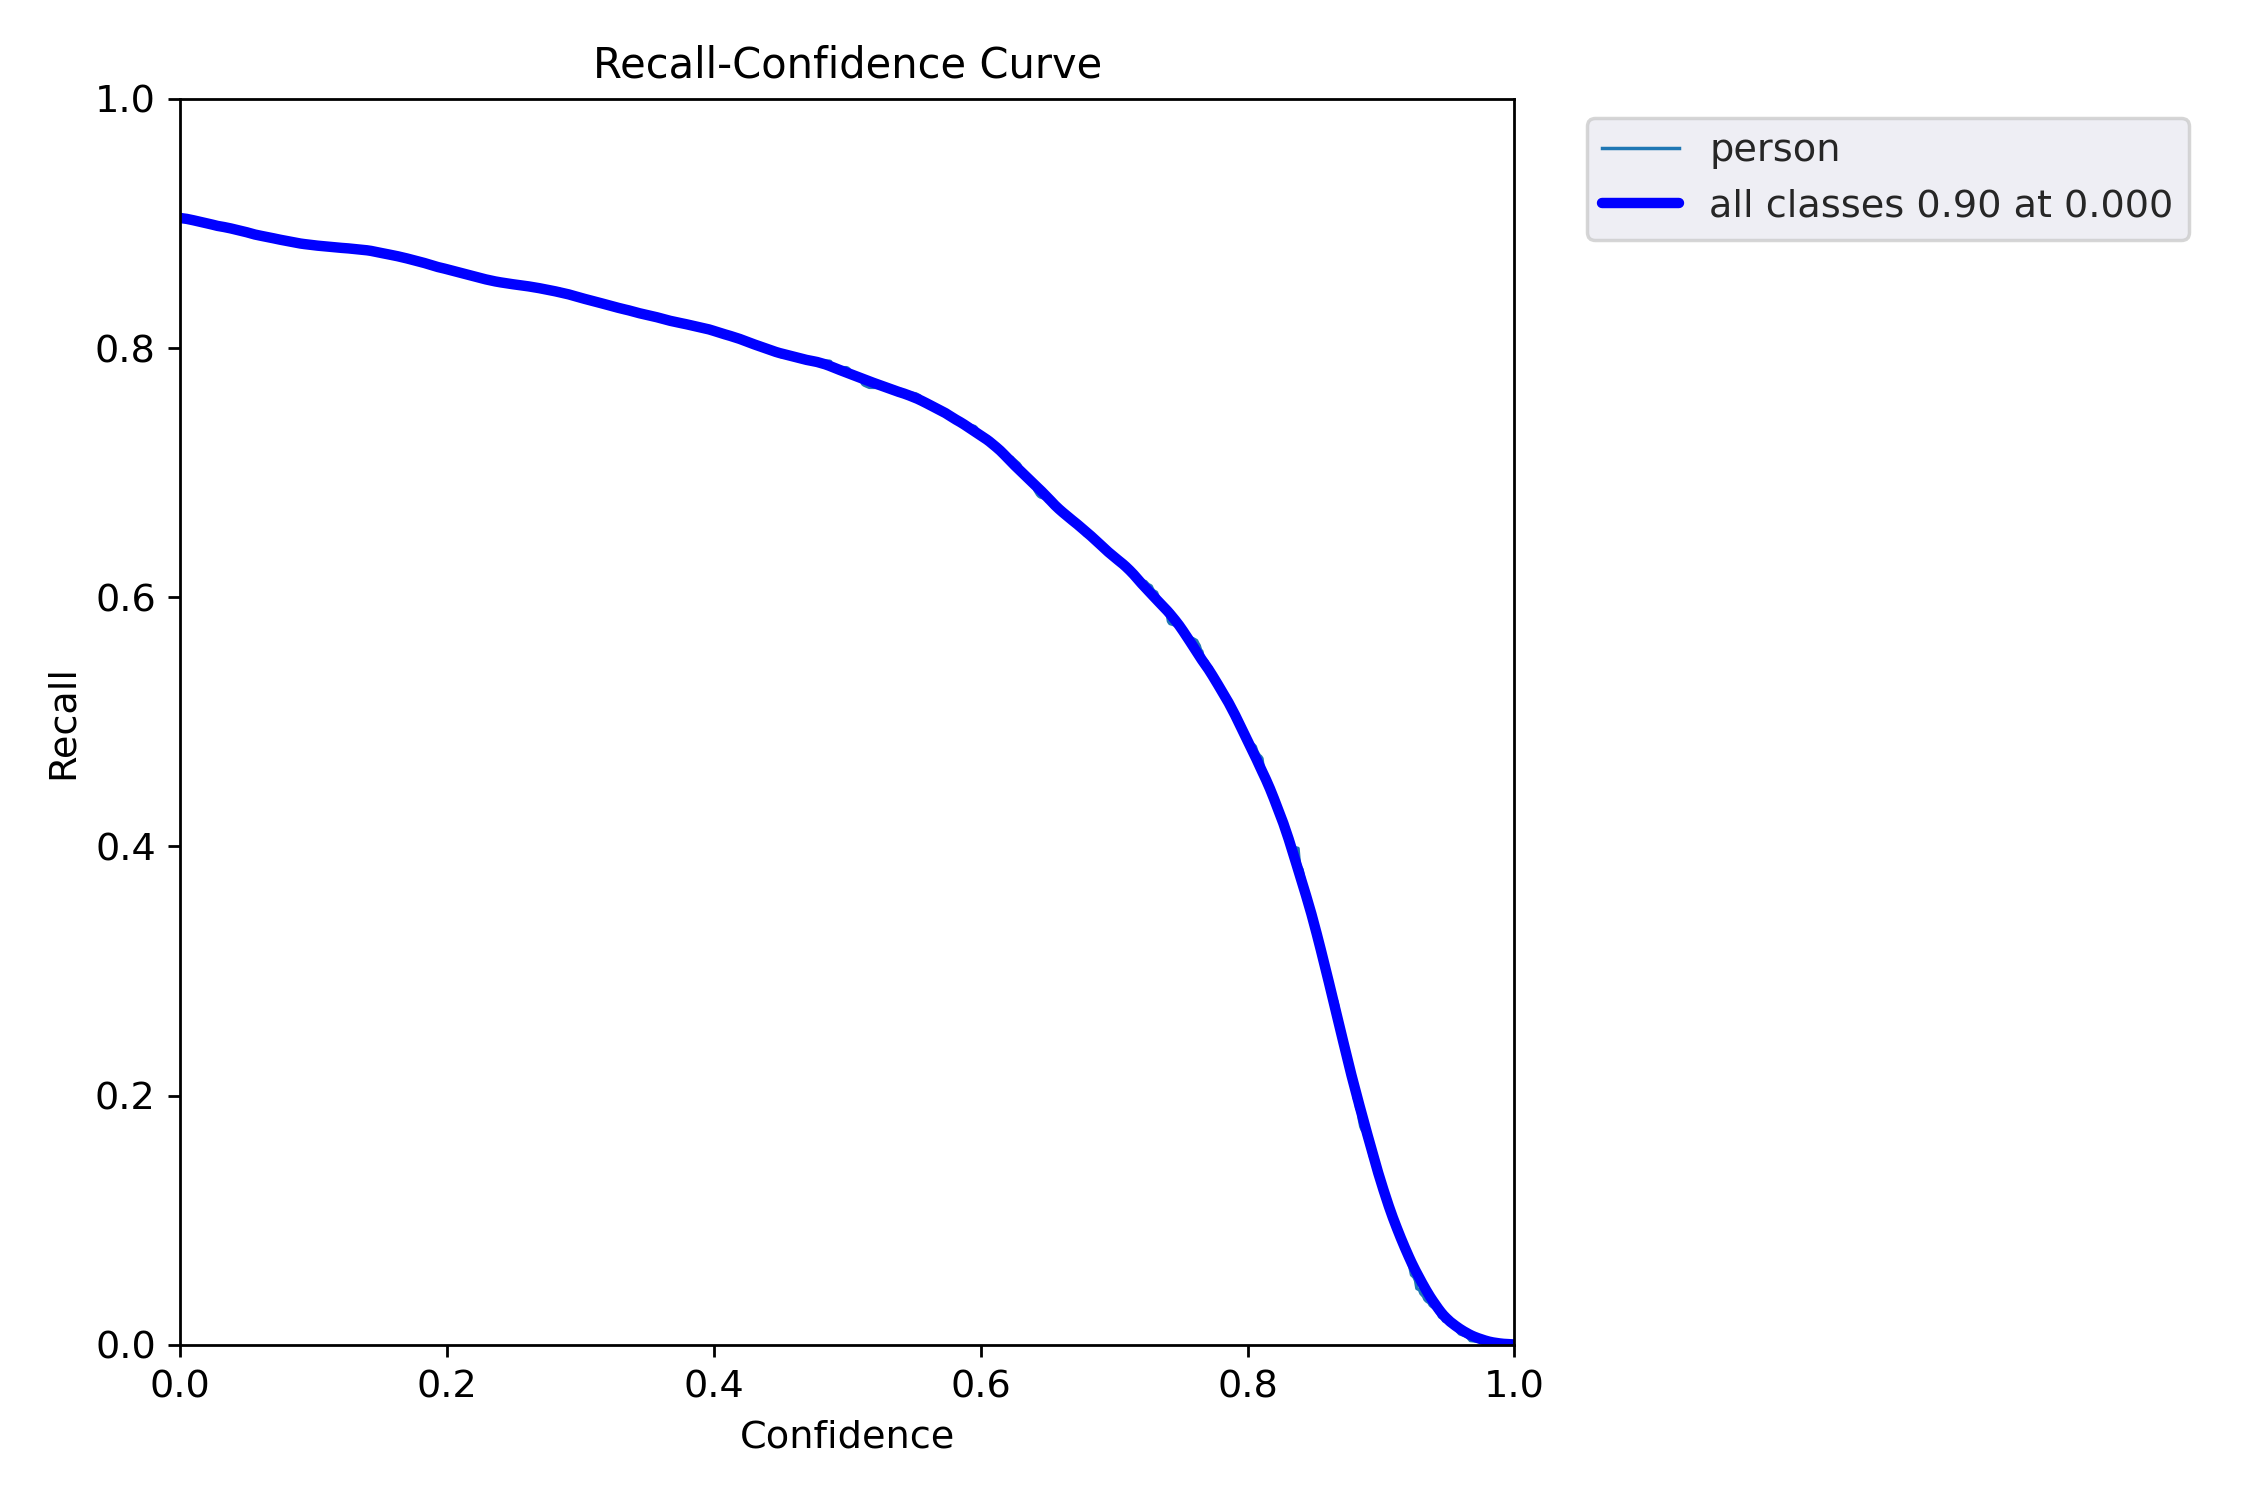 Recall-Confidence Curve
1.0
0.8
0.6
0.4
0.2
0.0
Recall
0.0 0.2 0.4 0.6 0.8 1.0
Confidence
person
all classes 0.90 at 0.000